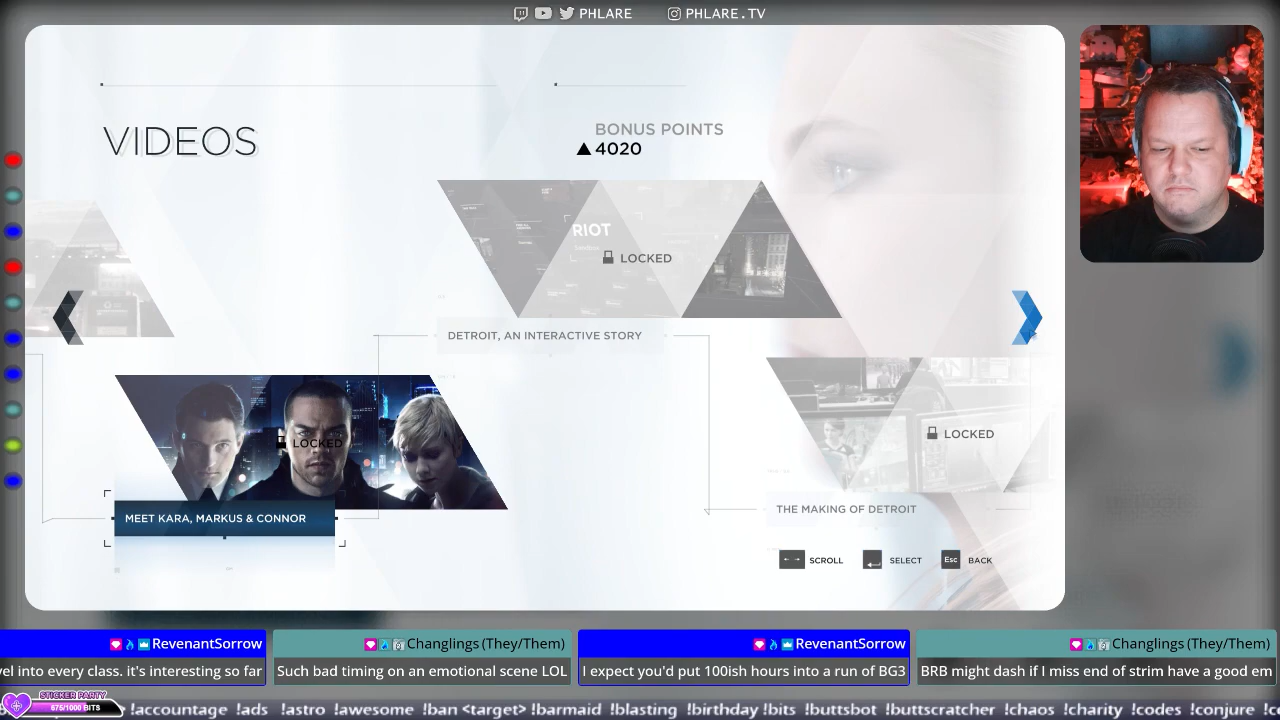 PHLARE PHLARE.TV
VIDEOS
BONUS POINTS
4020
RIOT
LOCKED
DETROIT, AN INTERACTIVE STORY
LOCKED
LOCKED
MEET KARA, MARKUS & CONNOR
THE MAKING OF DETROIT
SCROLL SELECT Esc BACK
RevenantSorrow
vel into every class. it's interesting so far
Changlings (They/Them)
Such bad timing on an emotional scene LOL
RevenantSorrow
I expect you'd put 100ish hours into a run of BG3
Changlings (They/Them)
BRB might dash if I miss end of strim have a good em
STICKER PARTY
675/1000 BITS
!accountage !ads !astro !awesome !ban <target> !barmaid !blasting !birthday !bits !buttsbot !buttscratcher !chaos !charity !codes !conjure